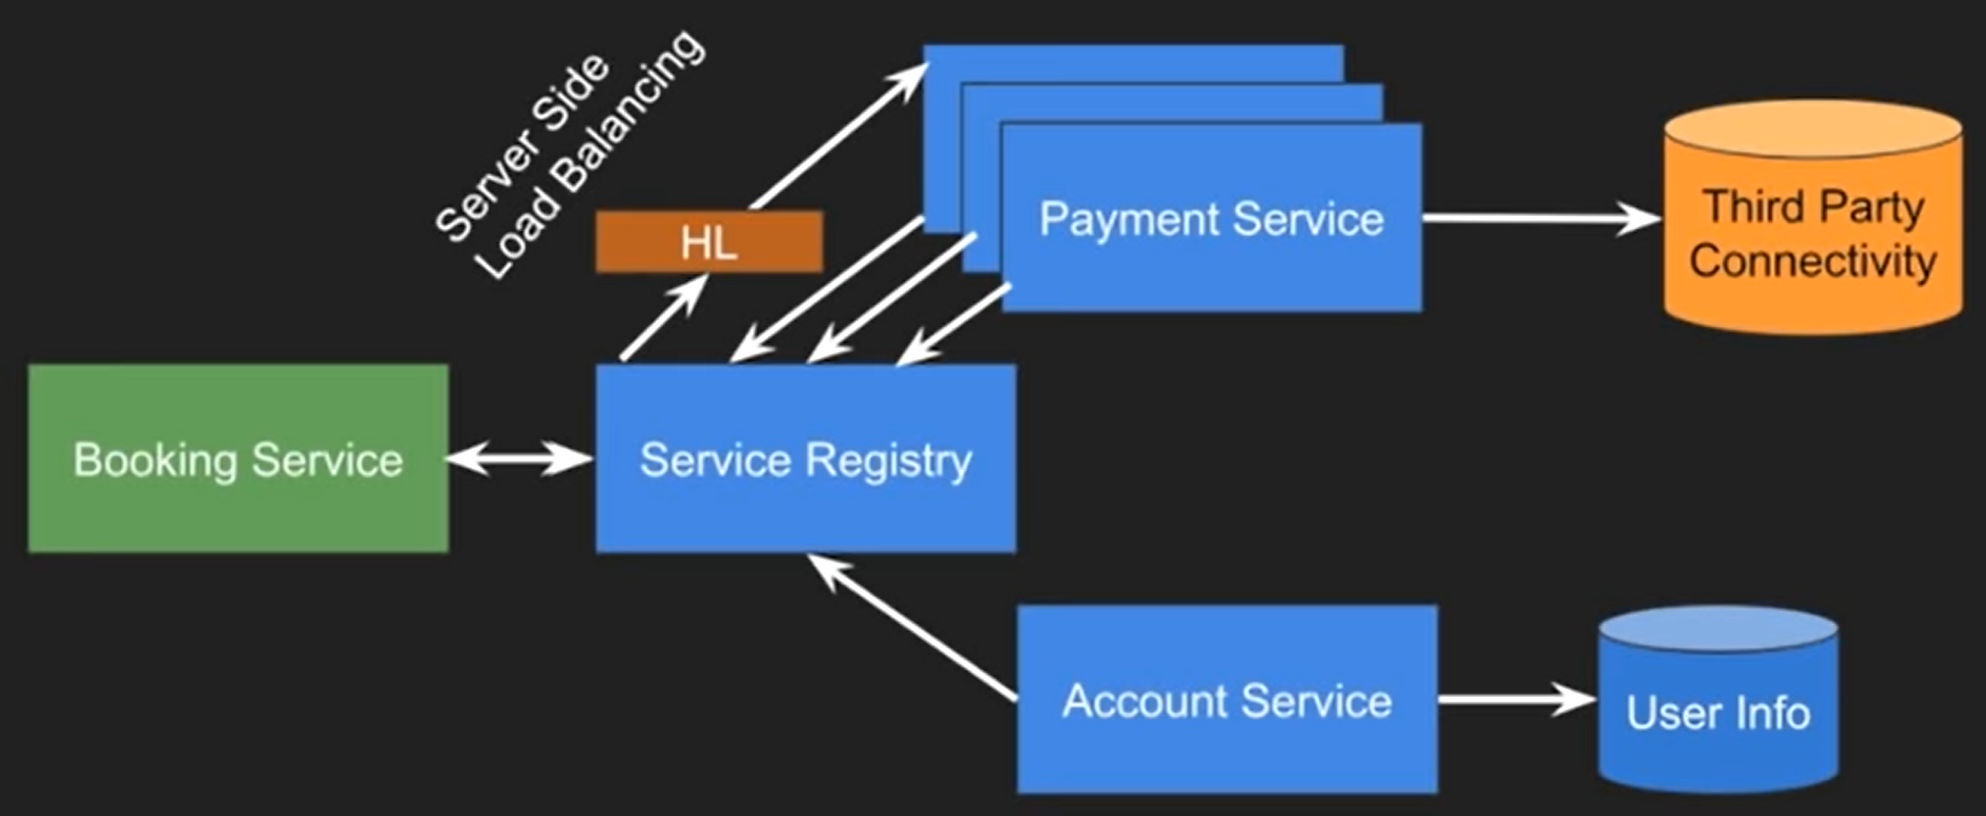 Server Side
Load Balancing
HL
Payment Service
Third Party
Connectivity
Booking Service
Service Registry
Account Service
User Info